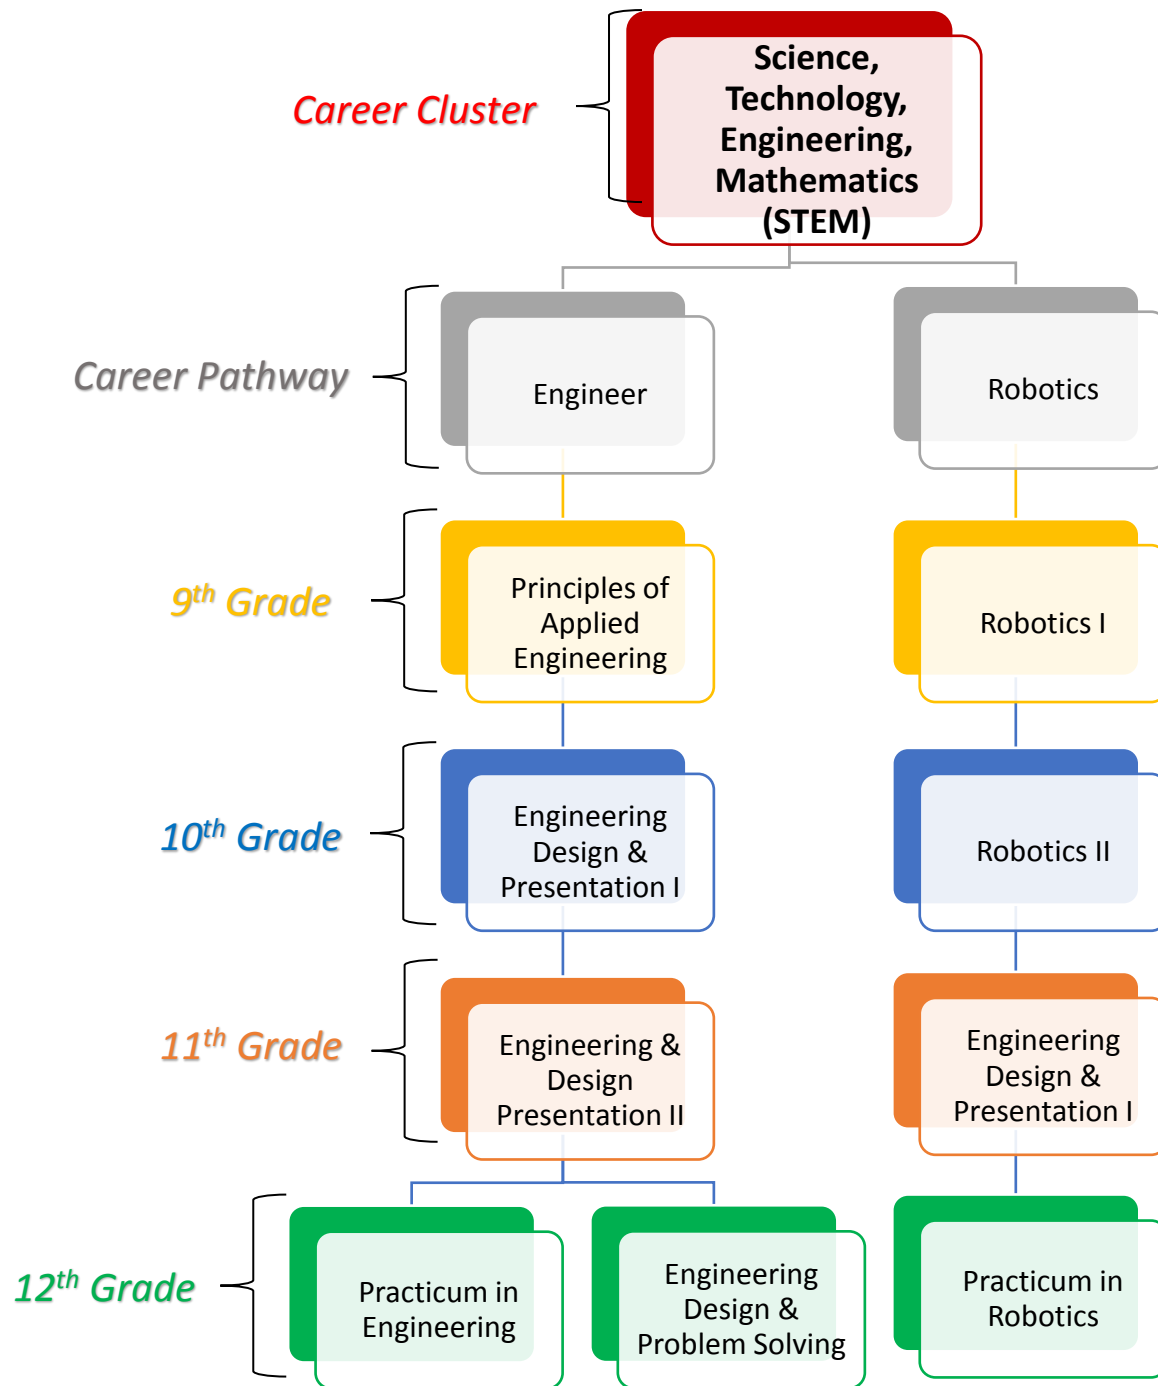 Career Cluster
Science,
Technology,
Engineering,
Mathematics
(STEM)
Career Pathway
Engineer
Robotics
9th Grade
Principles of
Applied
Engineering
Robotics I
10th Grade
Engineering
Design &
Presentation I
Robotics II
11th Grade
Engineering &
Design
Presentation II
Engineering
Design &
Presentation I
12th Grade
Practicum in
Engineering
Engineering
Design &
Problem Solving
Practicum in
Robotics